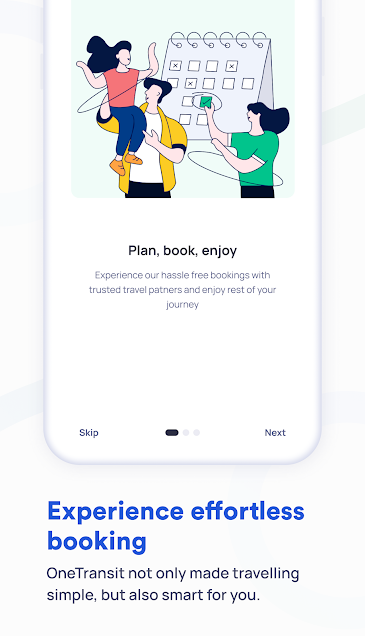 Plan, book, enjoy
Experience our hassle free bookings with
trusted travel patners and enjoy rest of your
journey
Skip
Next
Experience effortless
booking
OneTransit not only made travelling
simple, but also smart for you.